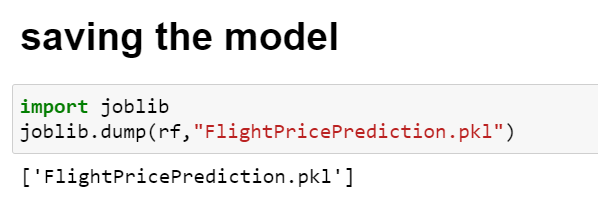 saving the model
import joblib
joblib.dump(rf,"FlightPricePrediction.pkl")
['FlightPricePrediction.pkl']